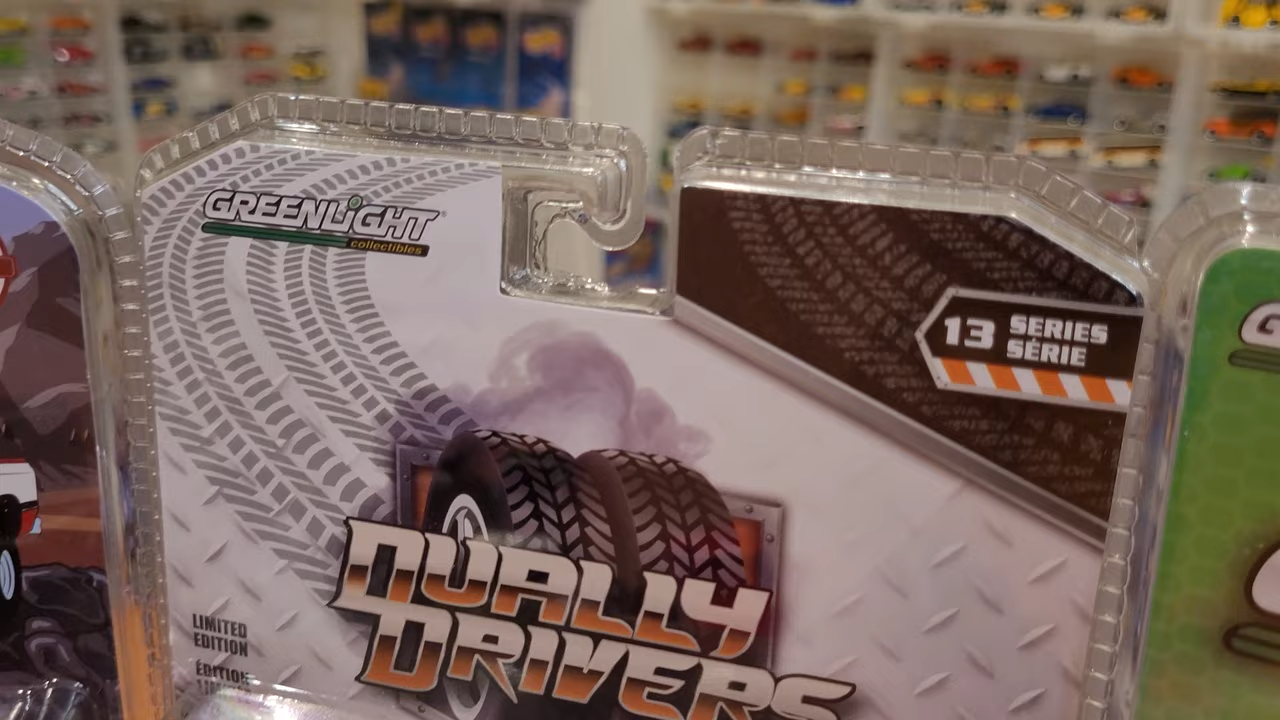 GREENLIGHT
collectibles
13 SERIES
SÉRIE
DUALLY
DRIVERS
LIMITED
EDITION
ÉDITION
G